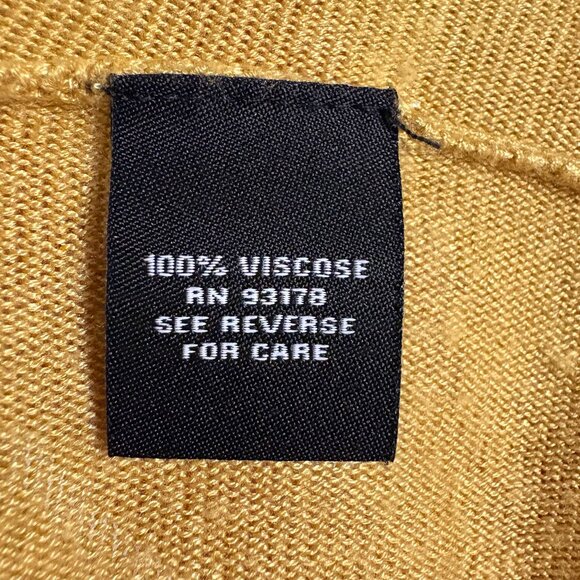 100% VISCOSE
RN 93178
SEE REVERSE
FOR CARE